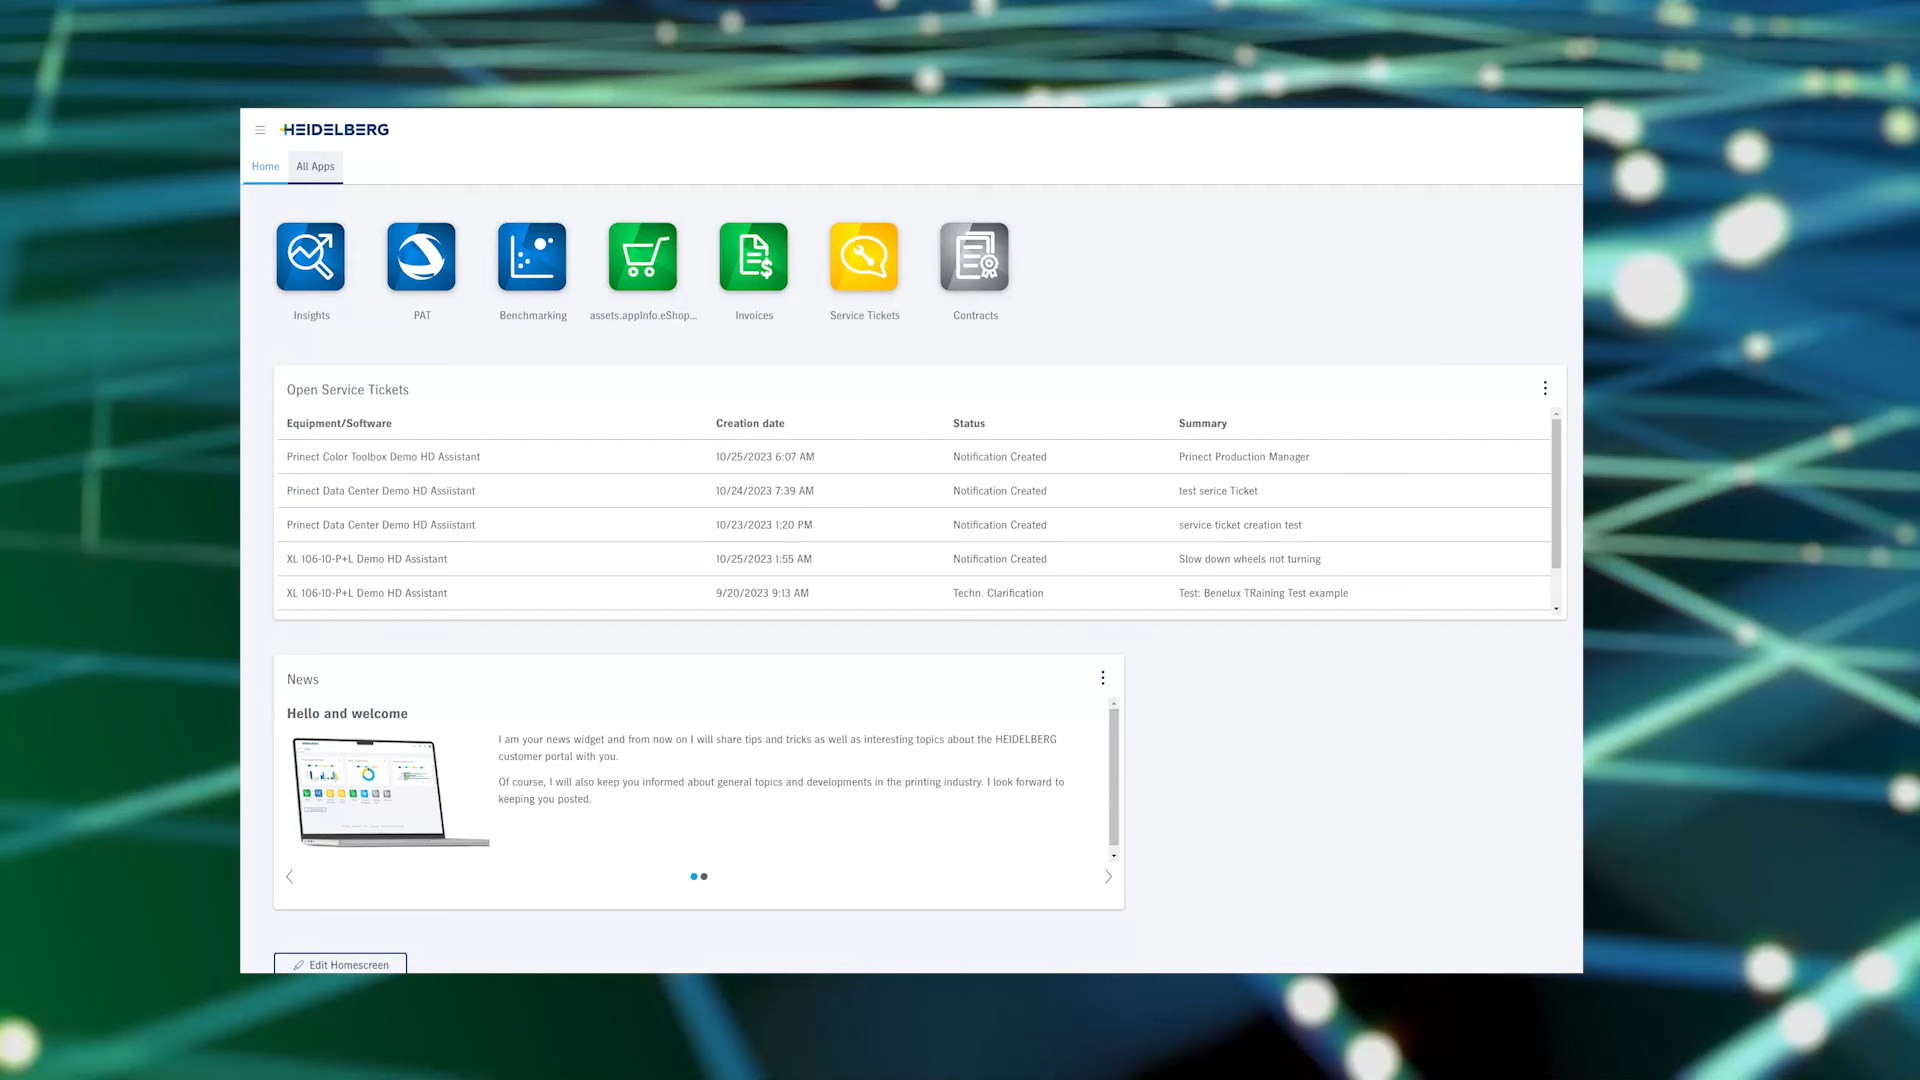 HEIDELBERG
Home All Apps
Insights PAT Benchmarking assets.appInfo.eShop... Invoices Service Tickets Contracts
Open Service Tickets
Equipment/Software Creation date Status Summary
Prinect Color Toolbox Demo HD Assistant 10/25/2023 6:07 AM Notification Created Prinect Production Manager
Prinect Data Center Demo HD Assiistant 10/24/2023 7:39 AM Notification Created test serice Ticket
Prinect Data Center Demo HD Assiistant 10/23/2023 1:20 PM Notification Created service ticket creation test
XL 106-10-P+L Demo HD Assistant 10/25/2023 1:55 AM Notification Created Slow down wheels not turning
XL 106-10-P+L Demo HD Assistant 9/20/2023 9:13 AM Techn. Clarification Test: Benelux TRaining Test example
News
Hello and welcome
I am your news widget and from now on I will share tips and tricks as well as interesting topics about the HEIDELBERG
customer portal with you.
Of course, I will also keep you informed about general topics and developments in the printing industry. I look forward to
keeping you posted.
Edit Homescreen